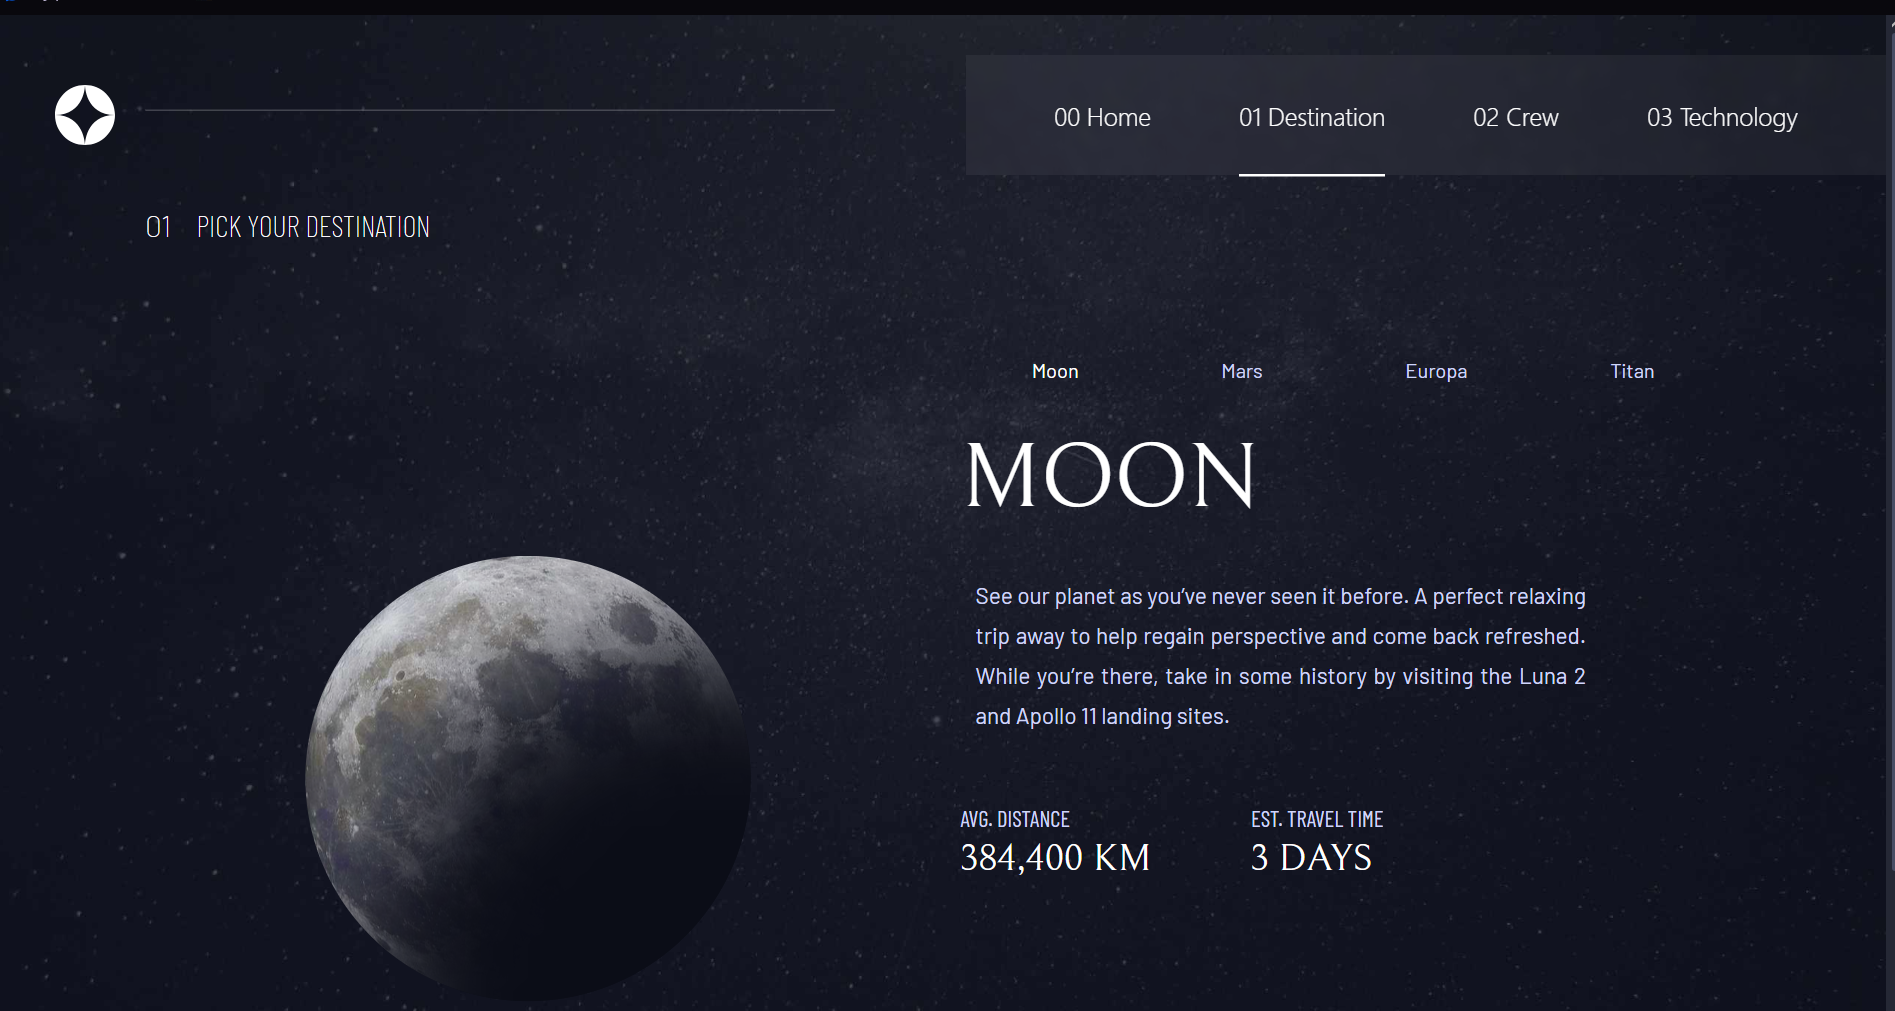 00 Home 01 Destination 02 Crew 03 Technology
01 PICK YOUR DESTINATION
Moon Mars Europa Titan
MOON
See our planet as you’ve never seen it before. A perfect relaxing
trip away to help regain perspective and come back refreshed.
While you’re there, take in some history by visiting the Luna 2
and Apollo 11 landing sites.
AVG. DISTANCE EST. TRAVEL TIME
384,400 KM 3 DAYS